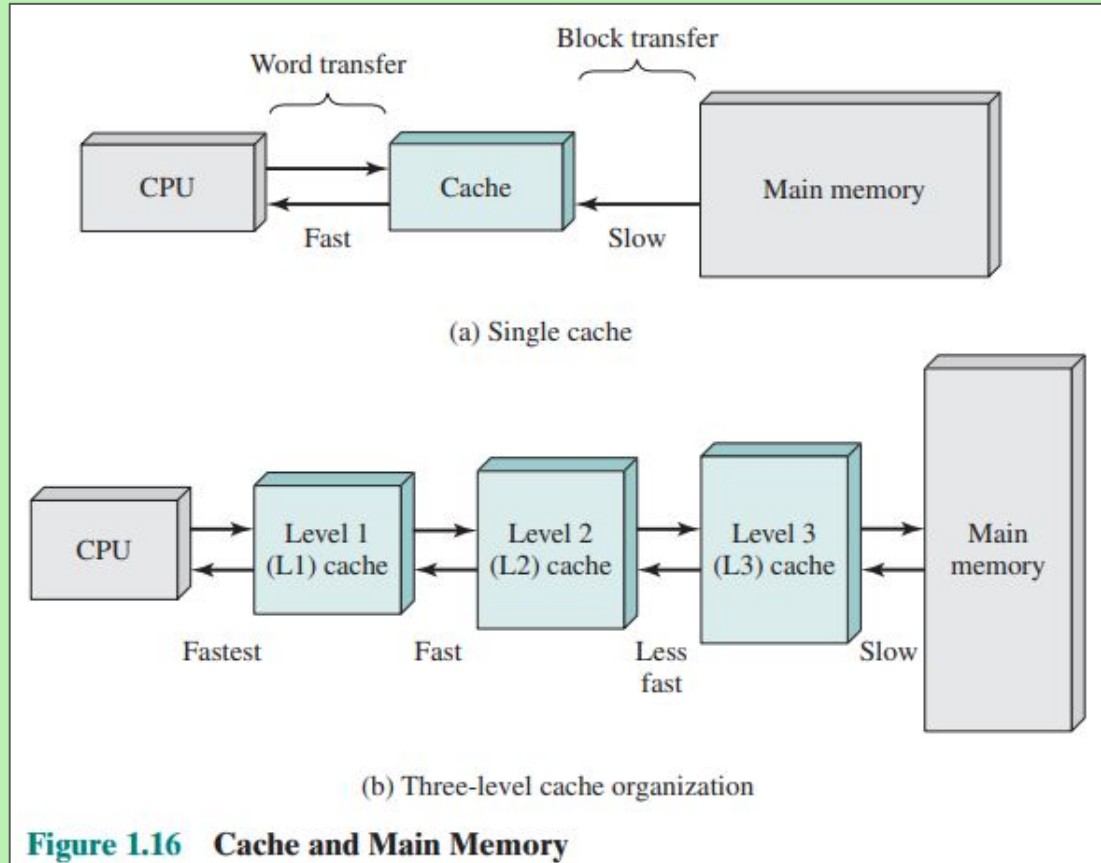 Block transfer
Word transfer
CPU
Cache
Main memory
Fast
Slow
(a) Single cache
CPU
Level 1
(L1) cache
Level 2
(L2) cache
Level 3
(L3) cache
Main
memory
Fastest
Fast
Less
fast
Slow
(b) Three-level cache organization
Figure 1.16 Cache and Main Memory